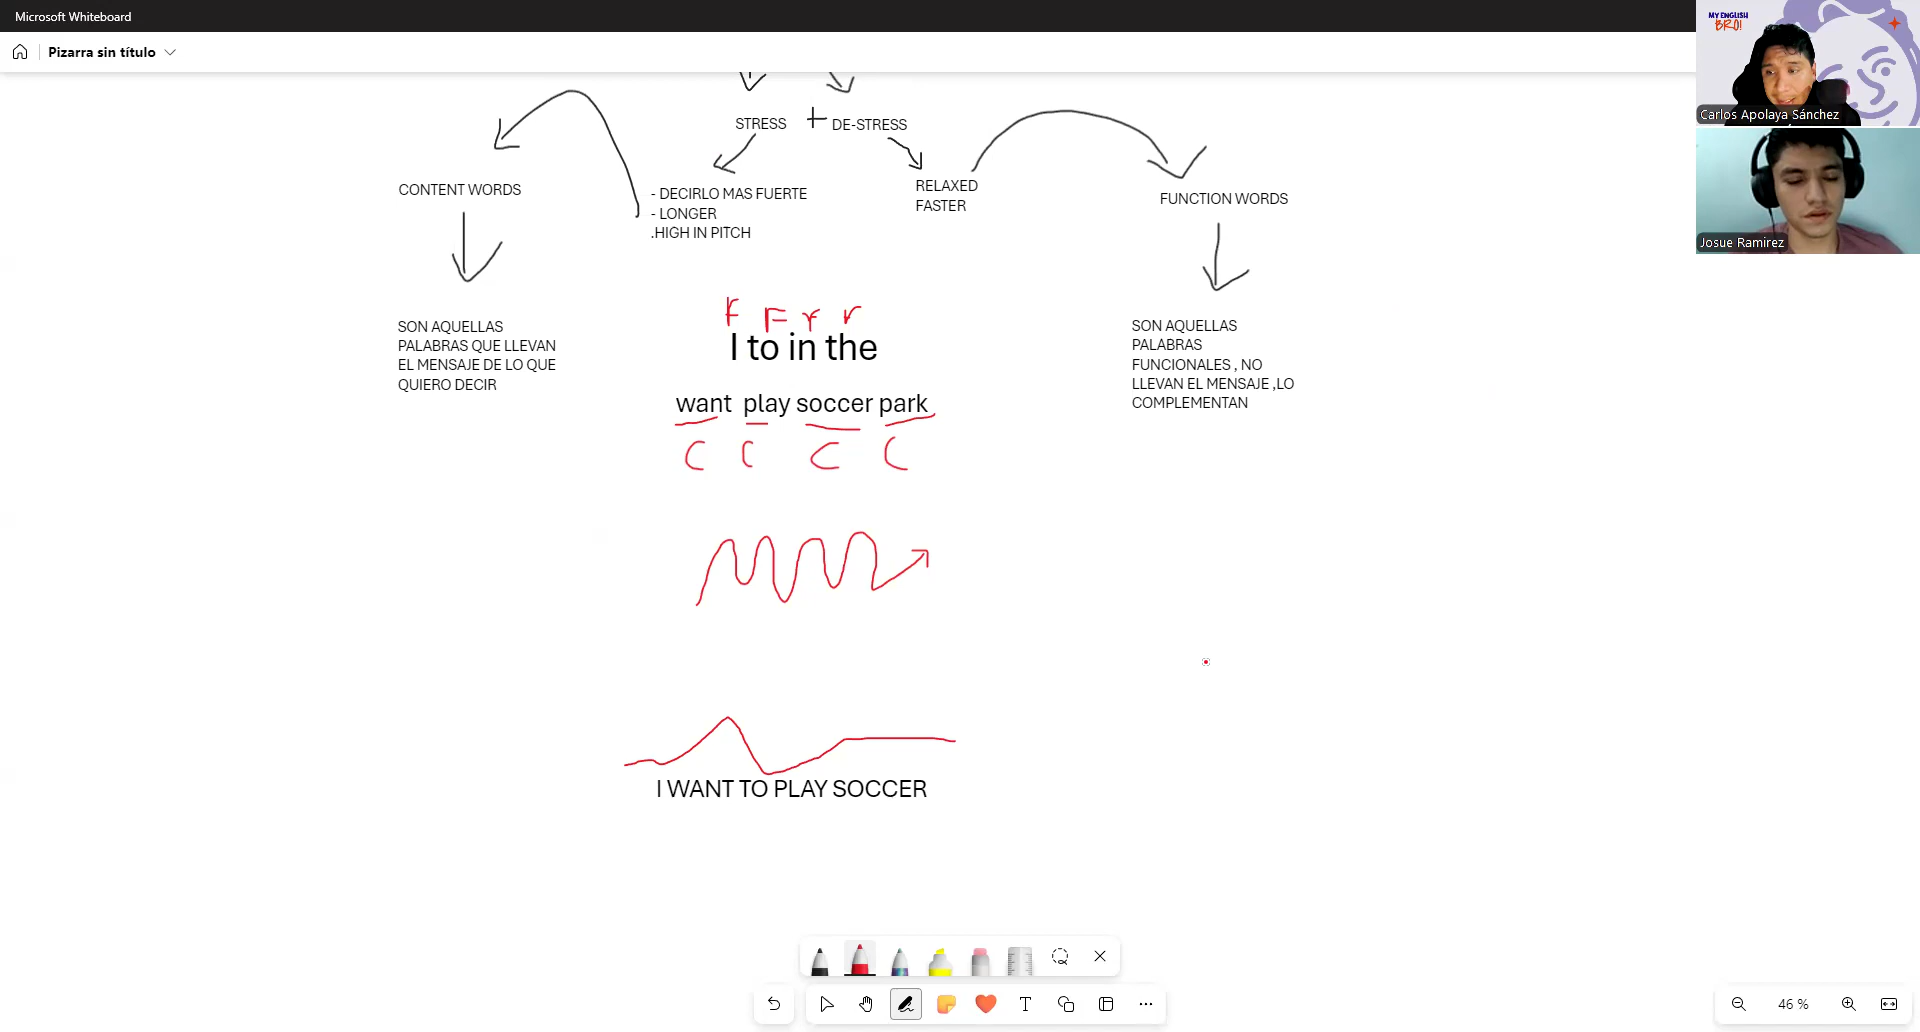 Microsoft Whiteboard
Pizarra sin título
MY ENGLISH
BRO!
Carlos Apolaya Sánchez
Josue Ramirez
STRESS + DE-STRESS
CONTENT WORDS
- DECIRLO MAS FUERTE
- LONGER
.HIGH IN PITCH
RELAXED
FASTER
FUNCTION WORDS
SON AQUELLAS
PALABRAS QUE LLEVAN
EL MENSAJE DE LO QUE
QUIERO DECIR
F F r r
I to in the
want play soccer park
C C C C
SON AQUELLAS
PALABRAS
FUNCIONALES , NO
LLEVAN EL MENSAJE ,LO
COMPLEMENTAN
I WANT TO PLAY SOCCER
46 %